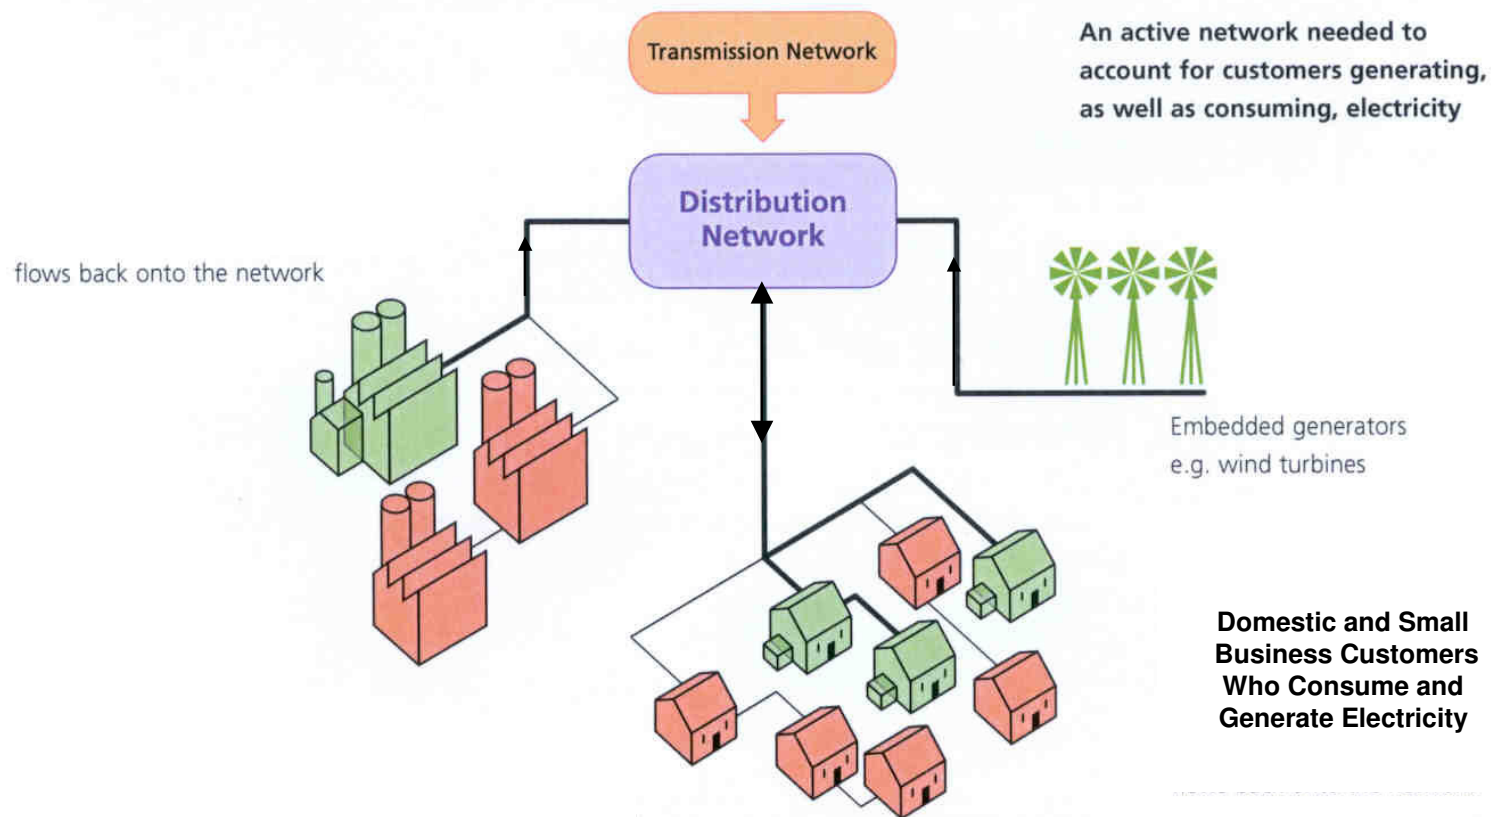 Transmission Network
An active network needed to
account for customers generating,
as well as consuming, electricity
Distribution
Network
flows back onto the network
Embedded generators
e.g. wind turbines
Domestic and Small
Business Customers
Who Consume and
Generate Electricity